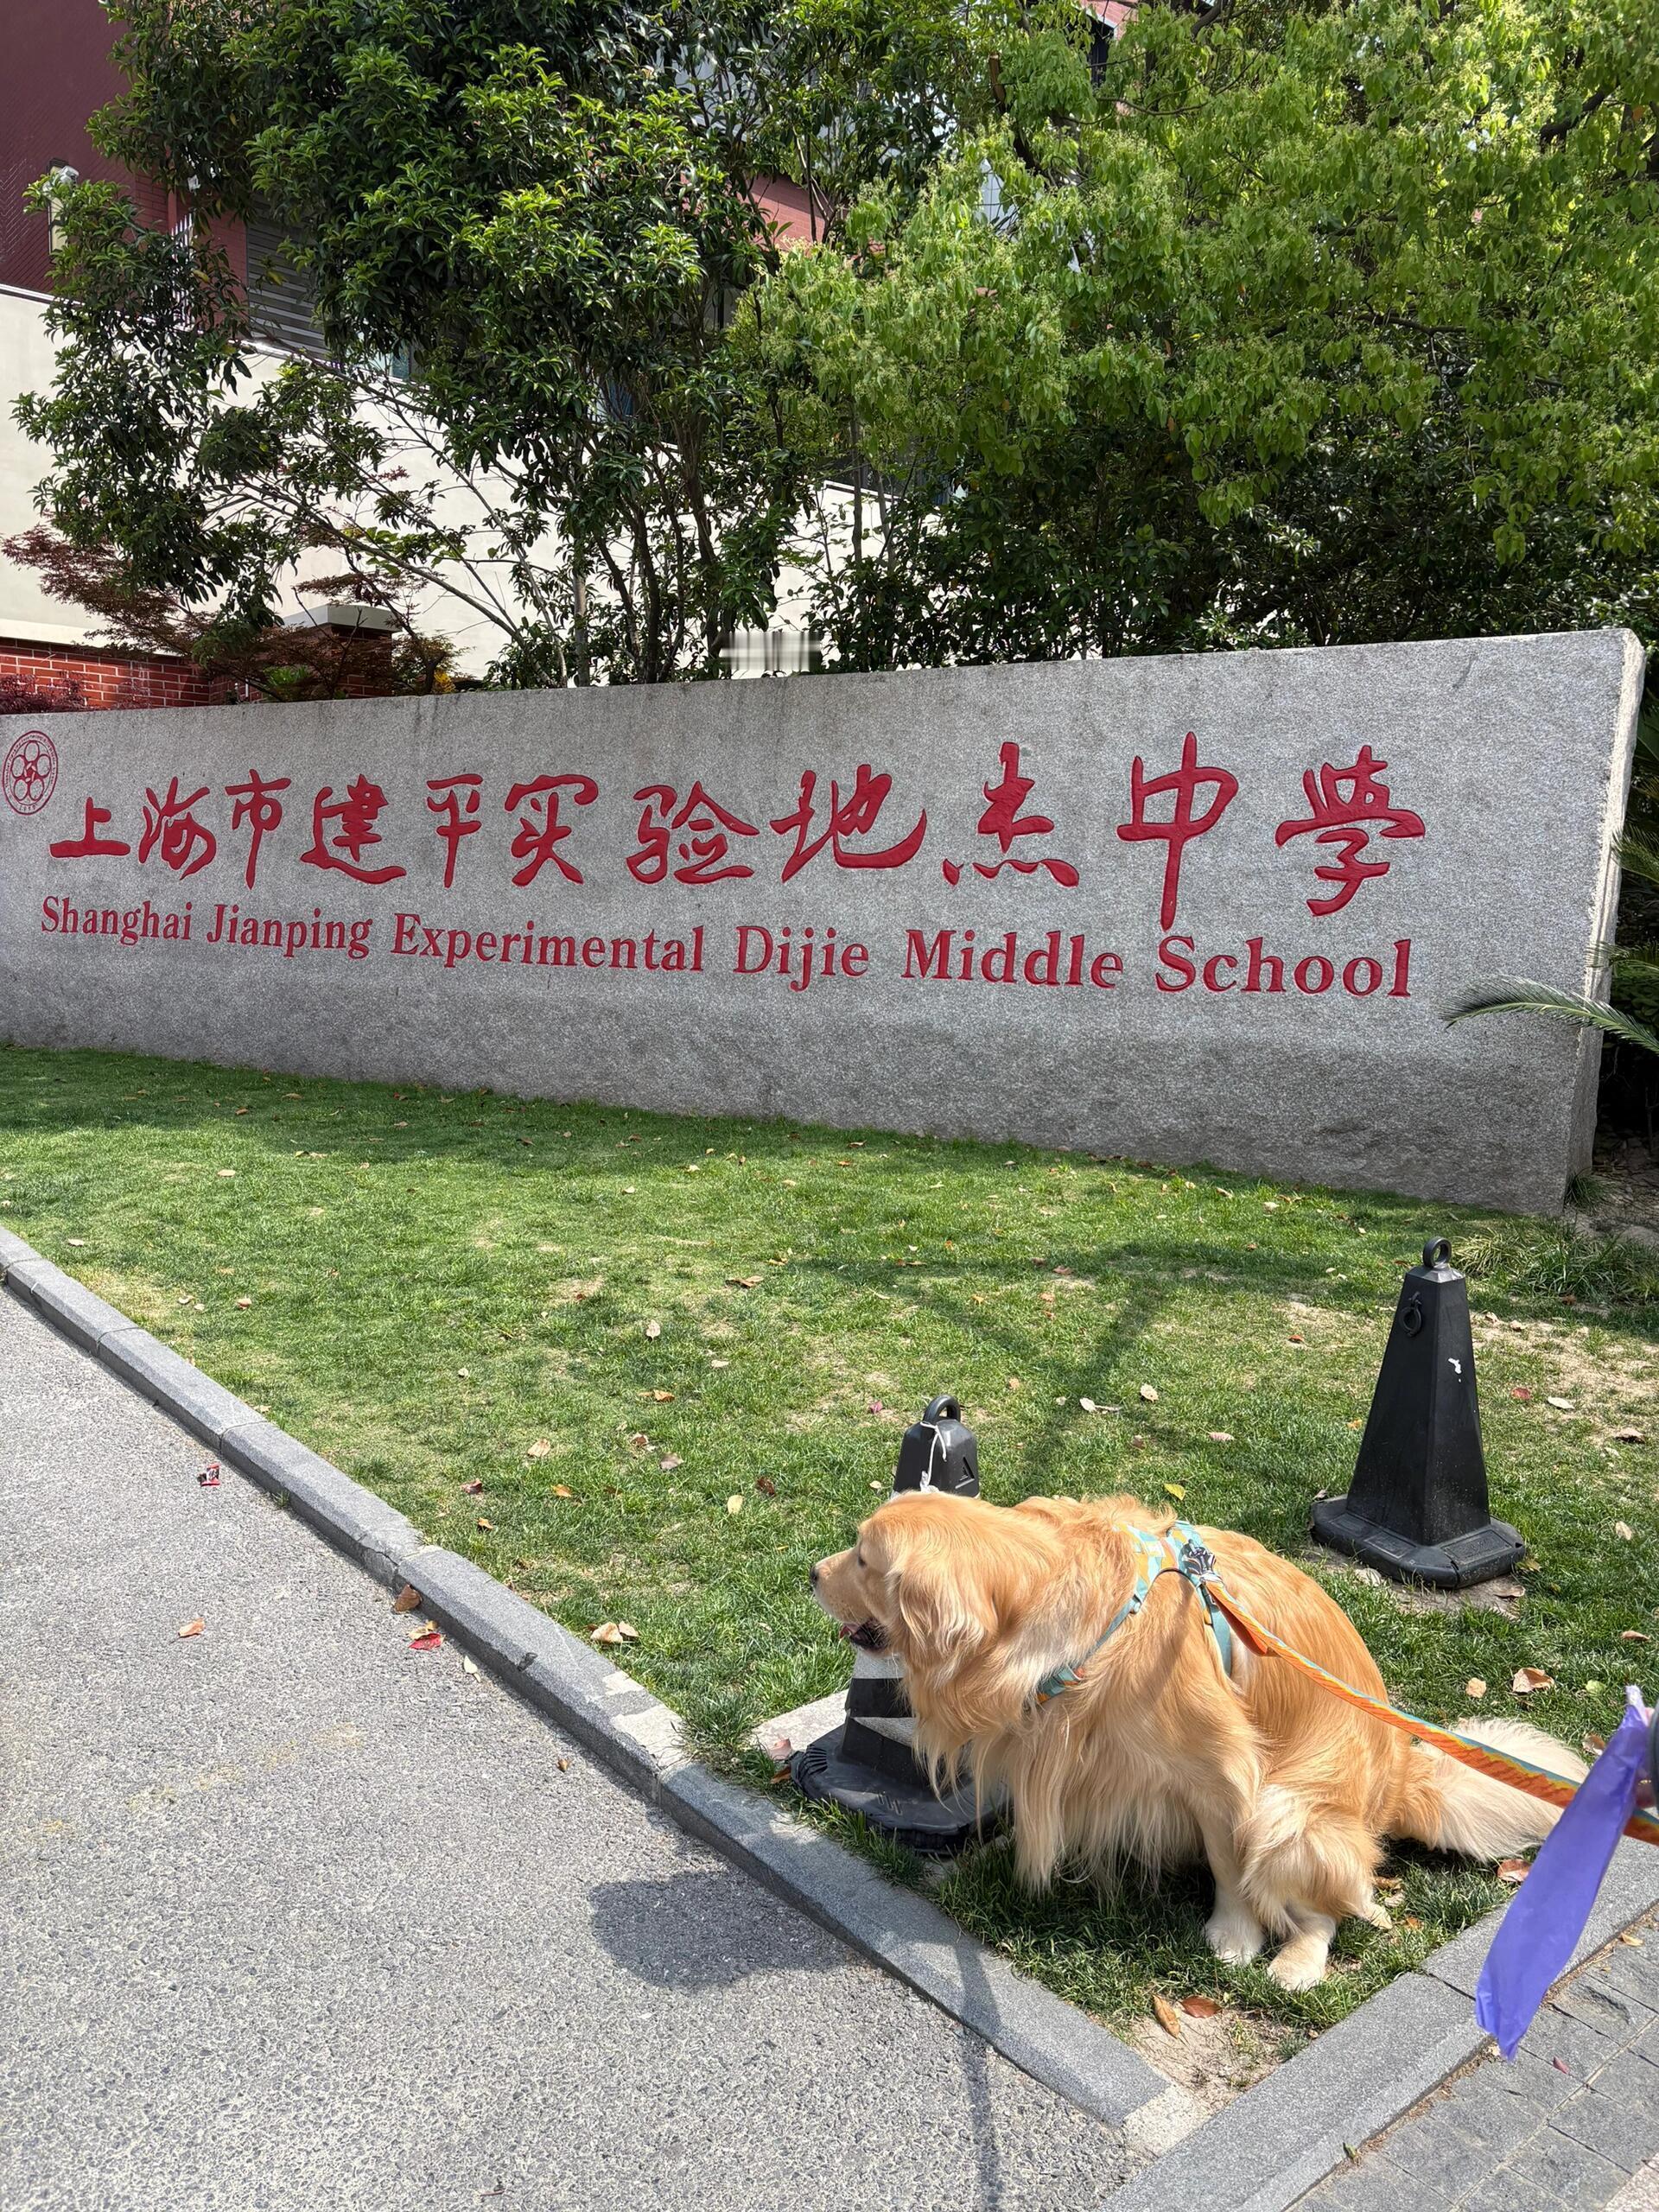 上海市建平实验地杰中学
Shanghai Jianping Experimental Dijie Middle School